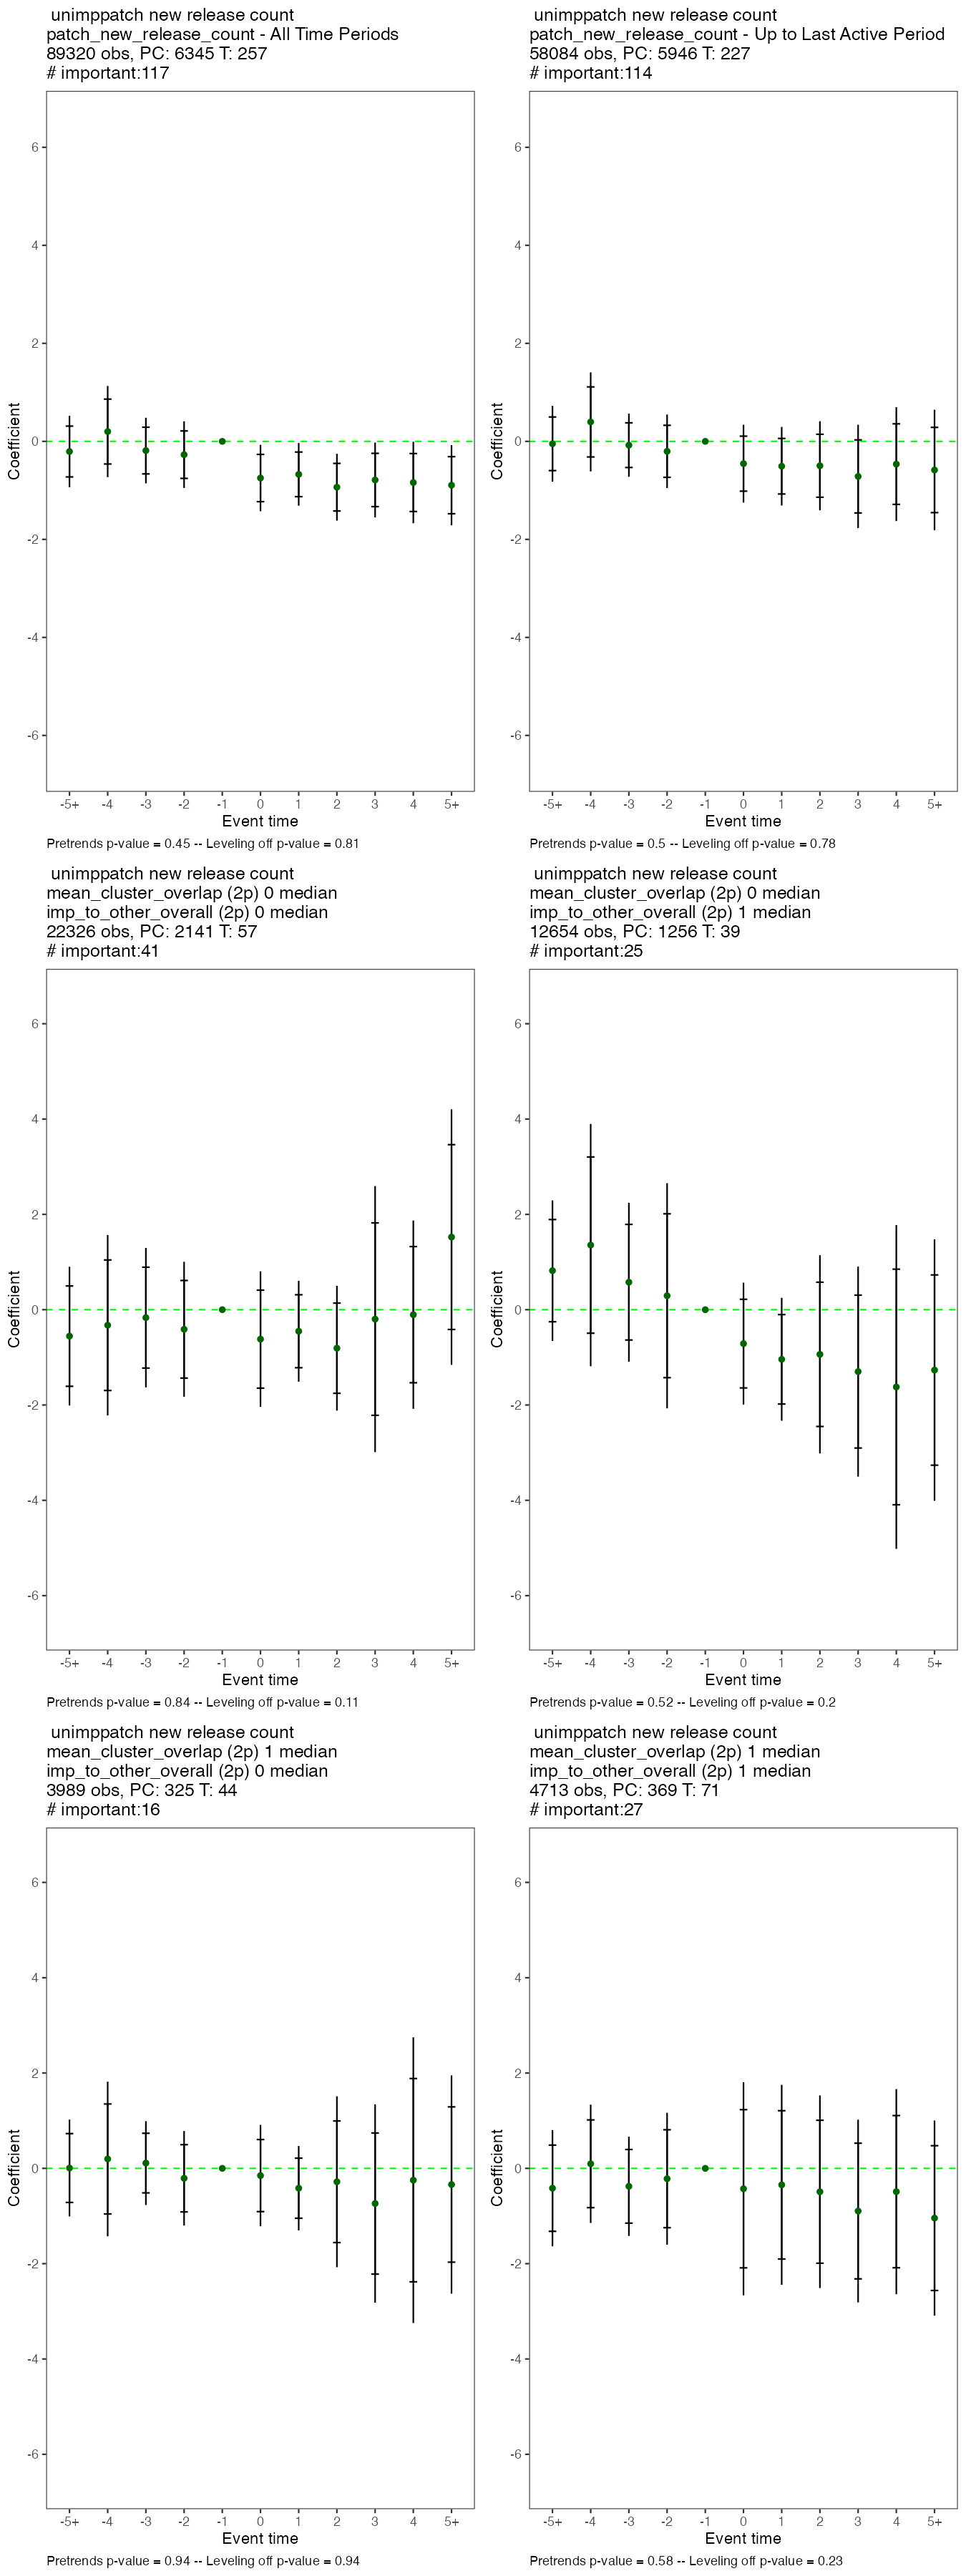 unimppatch new release count
patch_new_release_count - All Time Periods
89320 obs, PC: 6345 T: 257
# important:117
6
4
2
0
-2
-4
-6
Coefficient
-5+ -4 -3 -2 -1 0 1 2 3 4 5+
Event time
Pretrends p-value = 0.45 -- Leveling off p-value = 0.81
unimppatch new release count
patch_new_release_count - Up to Last Active Period
58084 obs, PC: 5946 T: 227
# important:114
6
4
2
0
-2
-4
-6
Coefficient
-5+ -4 -3 -2 -1 0 1 2 3 4 5+
Event time
Pretrends p-value = 0.5 -- Leveling off p-value = 0.78
unimppatch new release count
mean_cluster_overlap (2p) 0 median
imp_to_other_overall (2p) 0 median
22326 obs, PC: 2141 T: 57
# important:41
6
4
2
0
-2
-4
-6
Coefficient
-5+ -4 -3 -2 -1 0 1 2 3 4 5+
Event time
Pretrends p-value = 0.84 -- Leveling off p-value = 0.11
unimppatch new release count
mean_cluster_overlap (2p) 0 median
imp_to_other_overall (2p) 1 median
12654 obs, PC: 1256 T: 39
# important:25
6
4
2
0
-2
-4
-6
Coefficient
-5+ -4 -3 -2 -1 0 1 2 3 4 5+
Event time
Pretrends p-value = 0.52 -- Leveling off p-value = 0.2
unimppatch new release count
mean_cluster_overlap (2p) 1 median
imp_to_other_overall (2p) 0 median
3989 obs, PC: 325 T: 44
# important:16
6
4
2
0
-2
-4
-6
Coefficient
-5+ -4 -3 -2 -1 0 1 2 3 4 5+
Event time
Pretrends p-value = 0.94 -- Leveling off p-value = 0.94
unimppatch new release count
mean_cluster_overlap (2p) 1 median
imp_to_other_overall (2p) 1 median
4713 obs, PC: 369 T: 71
# important:27
6
4
2
0
-2
-4
-6
Coefficient
-5+ -4 -3 -2 -1 0 1 2 3 4 5+
Event time
Pretrends p-value = 0.58 -- Leveling off p-value = 0.23